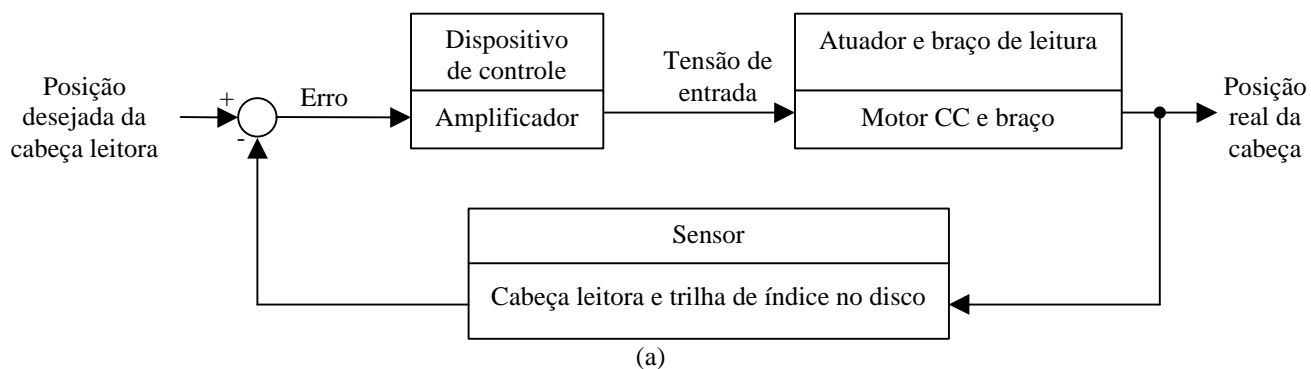 Posição
desejada da
cabeça leitora
+
-
Erro
Dispositivo
de controle
Amplificador
Tensão de
entrada
Atuador e braço de leitura
Motor CC e braço
Posição
real da
cabeça
Sensor
Cabeça leitora e trilha de índice no disco
(a)